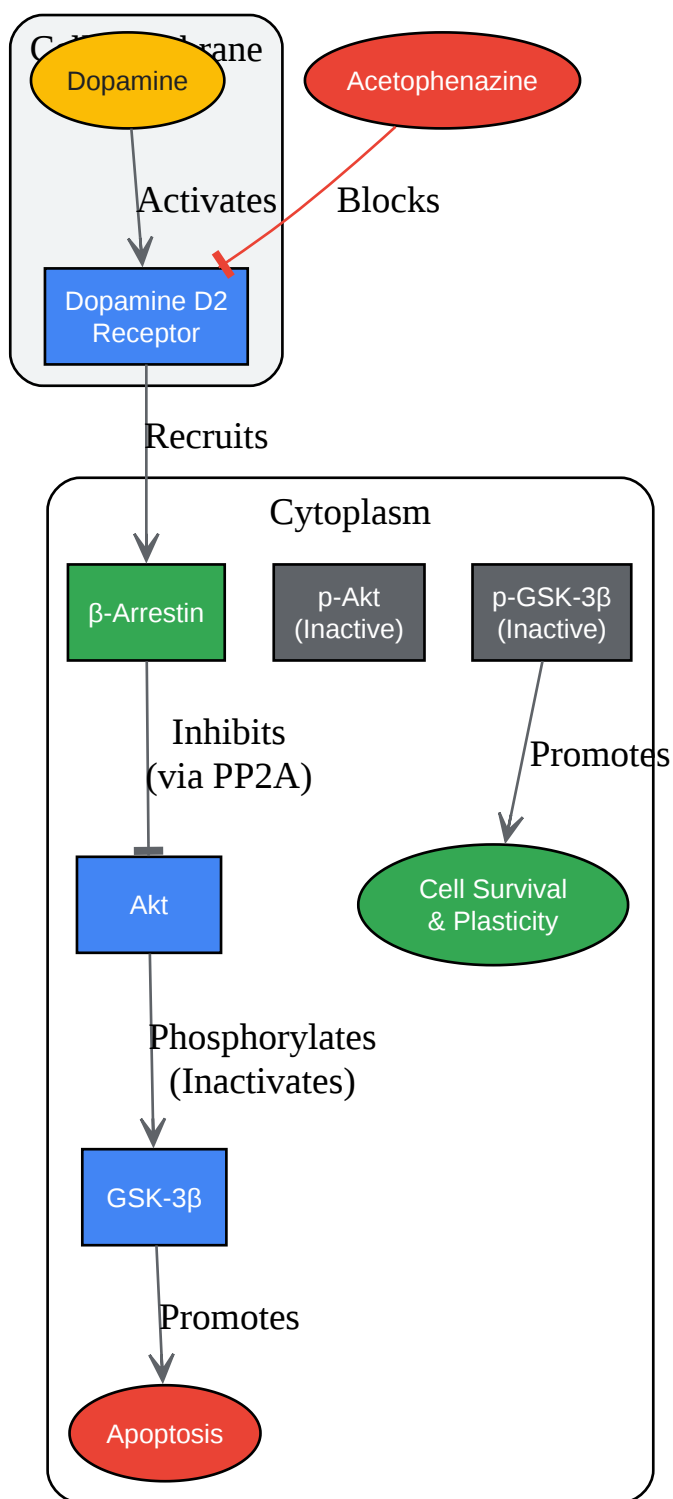 Dopamine
Acetophenazine
Activates
Blocks
Dopamine D2
Receptor
Recruits
Cytoplasm
β-Arrestin
p-Akt
(Inactive)
p-GSK-3β
(Inactive)
Inhibits
(via PP2A)
Promotes
Akt
Cell Survival
& Plasticity
Phosphorylates
(Inactivates)
GSK-3β
Promotes
Apoptosis